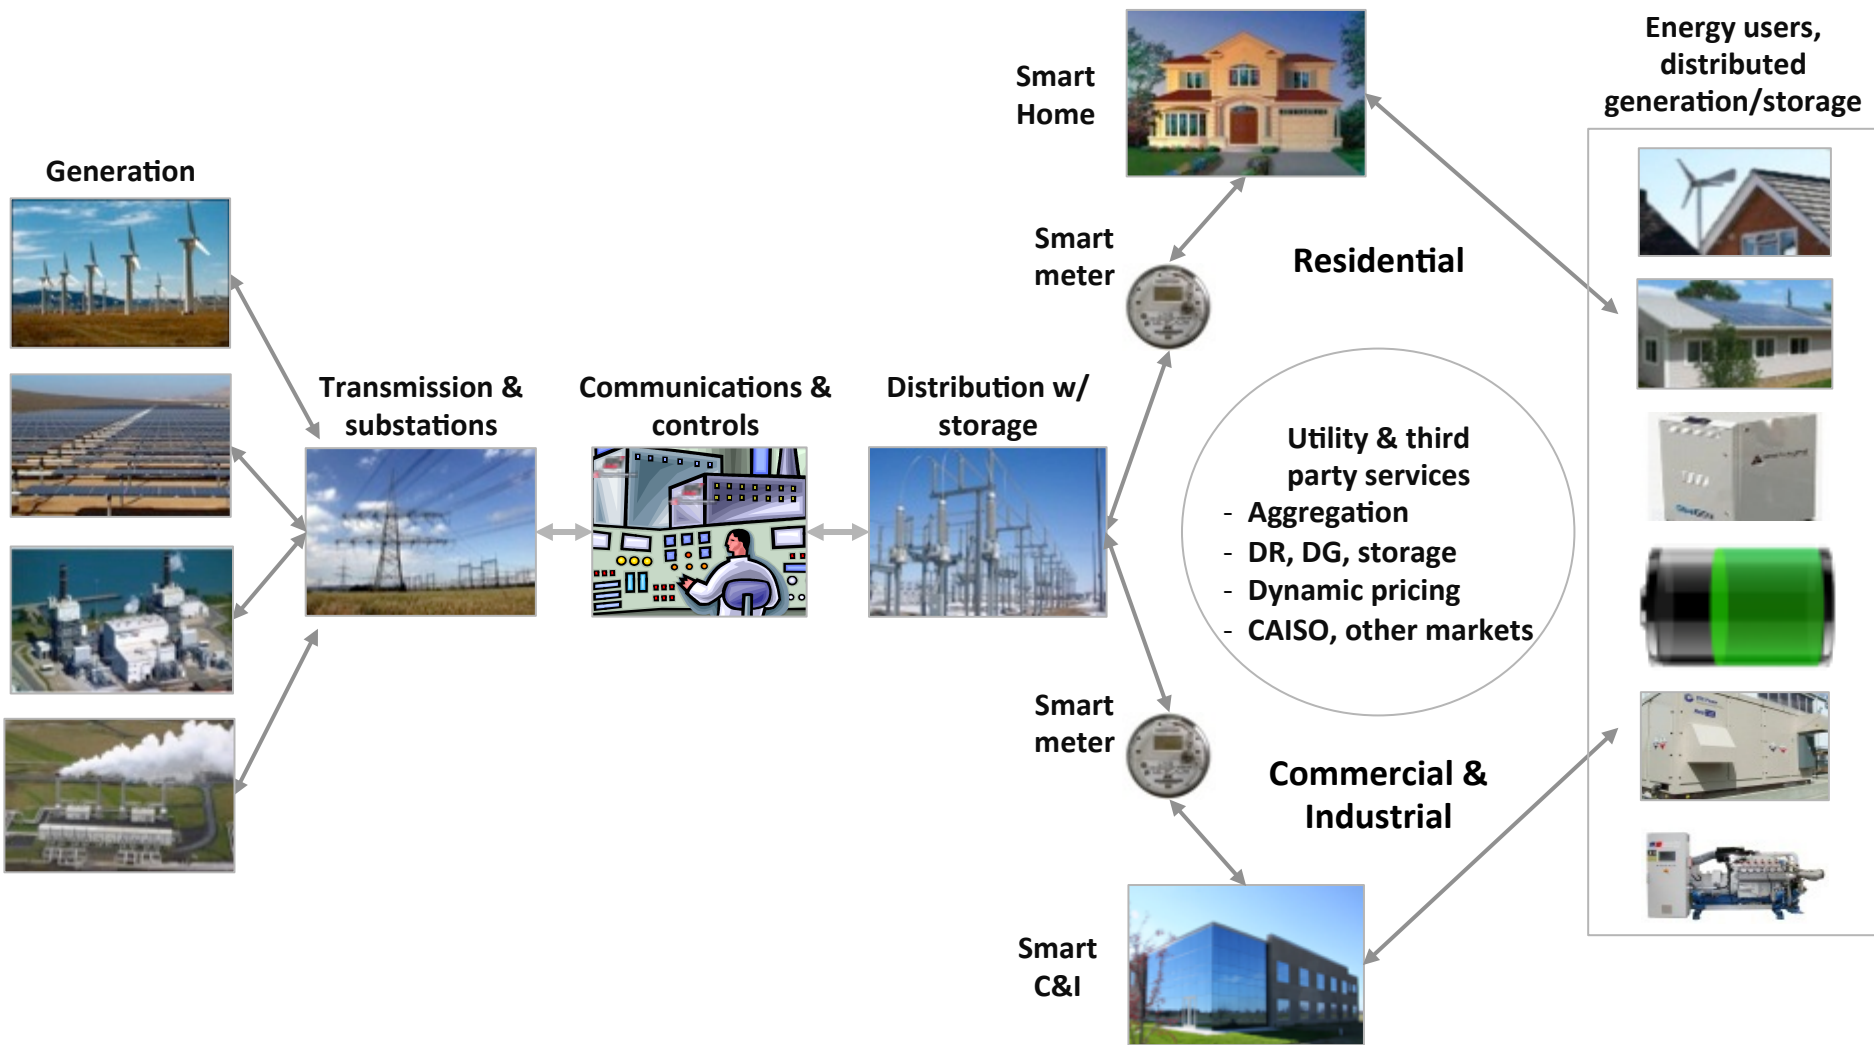 Energy users,
distributed
generation/storage
Smart
Home
Generation
Smart
meter
Residential
Transmission &
substations
Communications &
controls
Distribution w/
storage
Utility & third
party services
- Aggregation
- DR, DG, storage
- Dynamic pricing
- CAISO, other markets
Smart
meter
Commercial &
Industrial
Smart
C&I